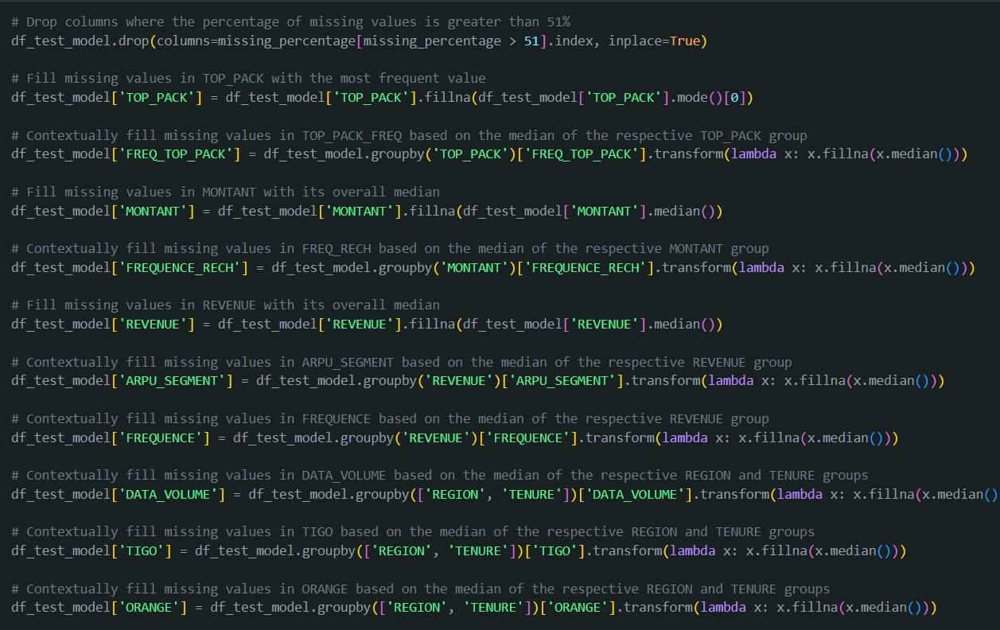 # Drop columns where the percentage of missing values is greater than 51%
df_test_model.drop(columns=missing_percentage[missing_percentage > 51].index, inplace=True)
# Fill missing values in TOP_PACK with the most frequent value
df_test_model['TOP_PACK'] = df_test_model['TOP_PACK'].fillna(df_test_model['TOP_PACK'].mode()[0])
# Contextually fill missing values in TOP_PACK_FREQ based on the median of the respective TOP_PACK group
df_test_model['FREQ_TOP_PACK'] = df_test_model.groupby('TOP_PACK')['FREQ_TOP_PACK'].transform(lambda x: x.fillna(x.median()))
# Fill missing values in MONTANT with its overall median
df_test_model['MONTANT'] = df_test_model['MONTANT'].fillna(df_test_model['MONTANT'].median())
# Contextually fill missing values in FREQ_RECH based on the median of the respective MONTANT group
df_test_model['FREQUENCE_RECH'] = df_test_model.groupby('MONTANT')['FREQUENCE_RECH'].transform(lambda x: x.fillna(x.median()))
# Fill missing values in REVENUE with its overall median
df_test_model['REVENUE'] = df_test_model['REVENUE'].fillna(df_test_model['REVENUE'].median())
# Contextually fill missing values in ARPU_SEGMENT based on the median of the respective REVENUE group
df_test_model['ARPU_SEGMENT'] = df_test_model.groupby('REVENUE')['ARPU_SEGMENT'].transform(lambda x: x.fillna(x.median()))
# Contextually fill missing values in FREQUENCE based on the median of the respective REVENUE group
df_test_model['FREQUENCE'] = df_test_model.groupby('REVENUE')['FREQUENCE'].transform(lambda x: x.fillna(x.median()))
# Contextually fill missing values in DATA_VOLUME based on the median of the respective REGION and TENURE groups
df_test_model['DATA_VOLUME'] = df_test_model.groupby(['REGION', 'TENURE'])['DATA_VOLUME'].transform(lambda x: x.fillna(x.median()
# Contextually fill missing values in TIGO based on the median of the respective REGION and TENURE groups
df_test_model['TIGO'] = df_test_model.groupby(['REGION', 'TENURE'])['TIGO'].transform(lambda x: x.fillna(x.median()))
# Contextually fill missing values in ORANGE based on the median of the respective REGION and TENURE groups
df_test_model['ORANGE'] = df_test_model.groupby(['REGION', 'TENURE'])['ORANGE'].transform(lambda x: x.fillna(x.median()))